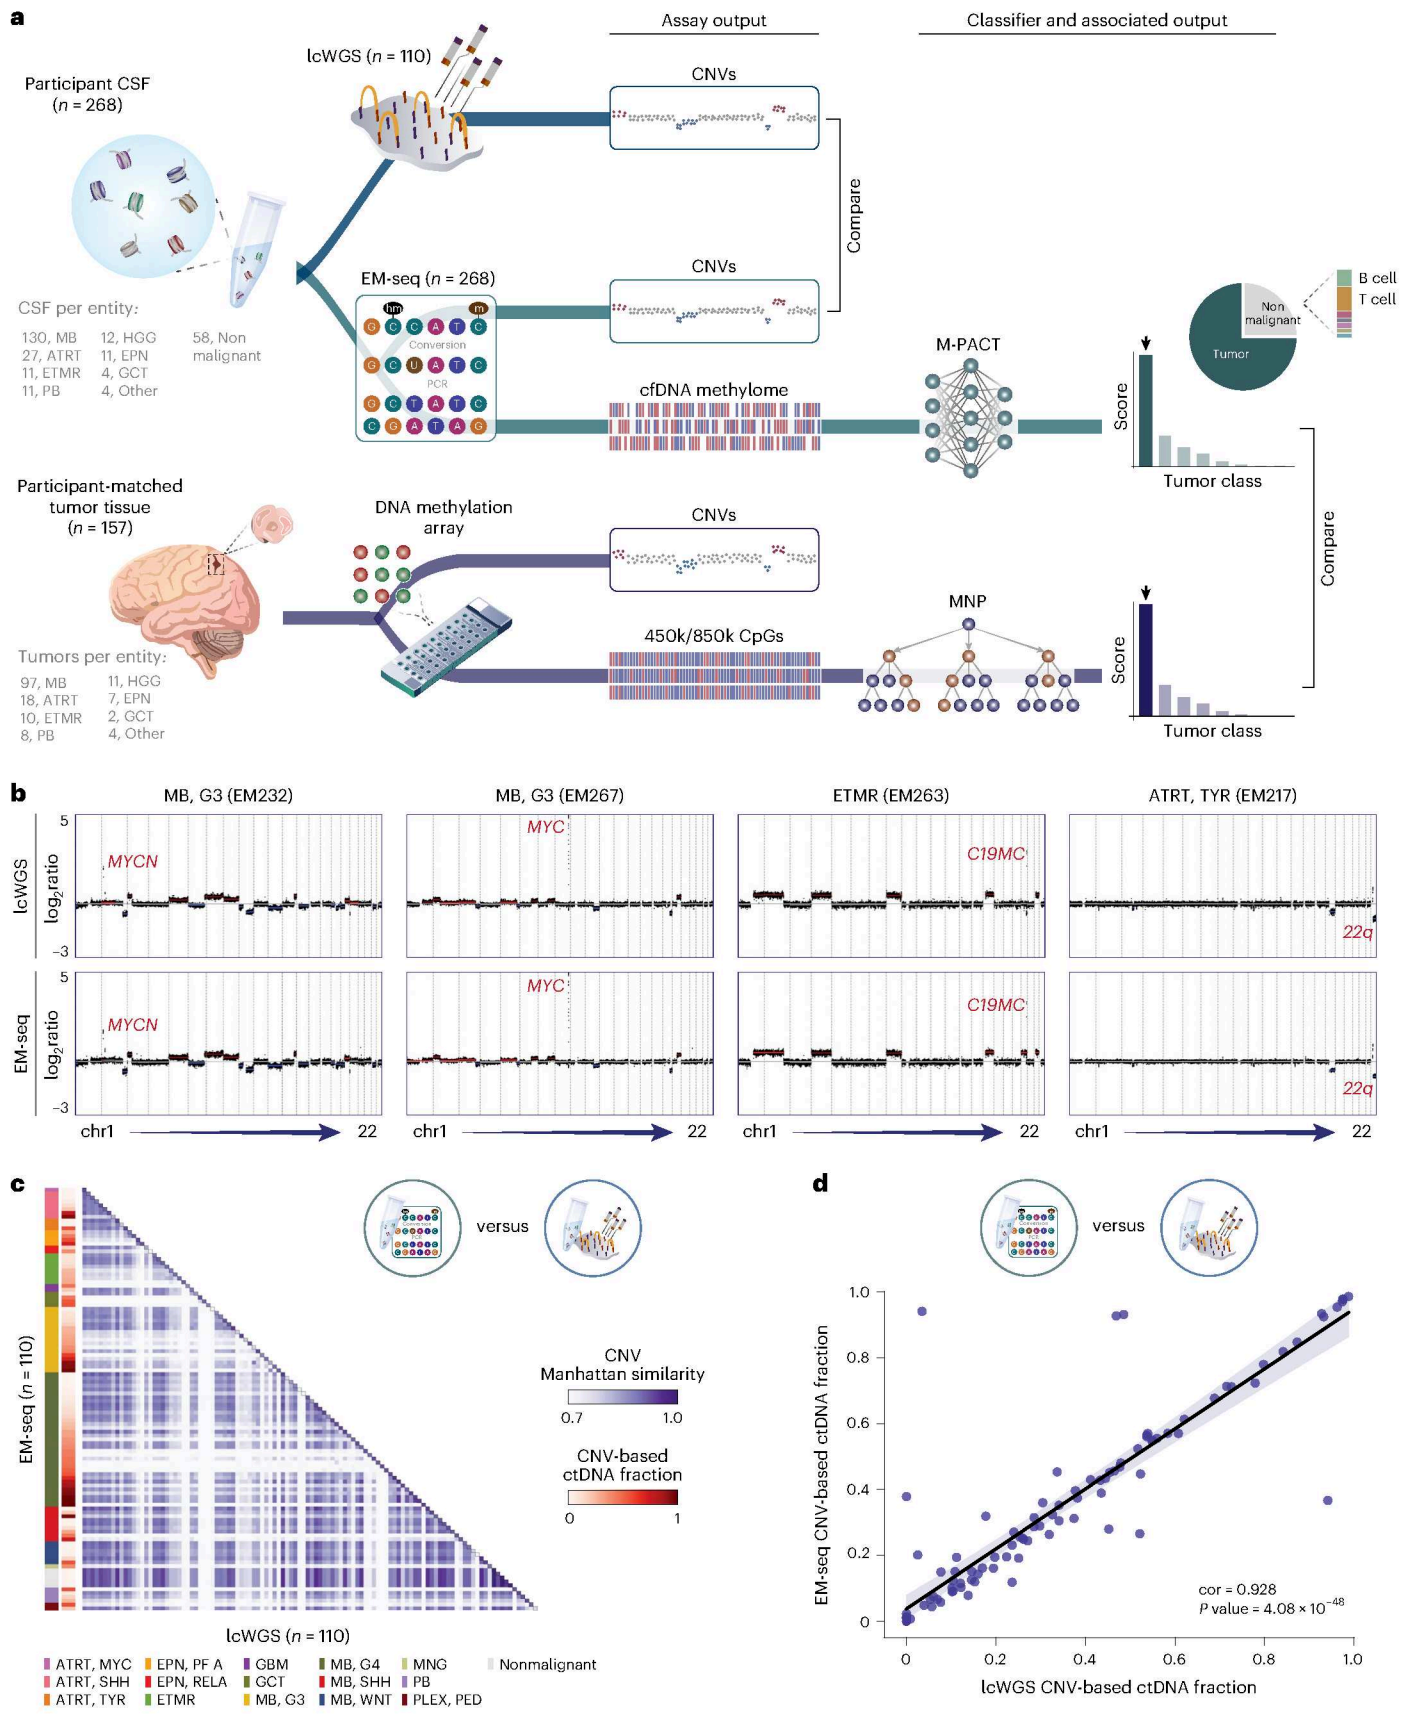 a
Assay output
Classifier and associated output
lcWGS (n = 110)
Participant CSF
(n = 268)
CNVs
Compare
EM-seq (n = 268)
CNVs
CSF per entity:
130, MB
27, ATRT
11, ETMR
11, PB
12, HGG
11, EPN
4, GCT
4, Other
58, Non
malignant
hm
m
G C C A T C
Conversion
G C U A T C
PCR
G C T A T C
C G A T A G
cfDNA methylome
M-PACT
B cell
T cell
Non
malignant
Tumor
Score
Tumor class
Compare
Participant-matched
tumor tissue
(n = 157)
DNA methylation
array
CNVs
450k/850k CpGs
MNP
Score
Tumor class
Tumors per entity:
97, MB
18, ATRT
10, ETMR
8, PB
11, HGG
7, EPN
2, GCT
4, Other
b
MB, G3 (EM232)
MB, G3 (EM267)
ETMR (EM263)
ATRT, TYR (EM217)
lcWGS
log2ratio
5
−3
MYCN
MYC
C19MC
22q
EM-seq
log2ratio
5
−3
MYCN
MYC
C19MC
22q
chr1 22
chr1 22
chr1 22
chr1 22
c
versus
EM-seq (n = 110)
CNV
Manhattan similarity
0.7 1.0
CNV-based
ctDNA fraction
0 1
lcWGS (n = 110)
ATRT, MYC
ATRT, SHH
ATRT, TYR
EPN, PF A
EPN, RELA
ETMR
GBM
GCT
MB, G3
MB, G4
MB, SHH
MB, WNT
MNG
PB
PLEX, PED
Nonmalignant
d
versus
EM-seq CNV-based ctDNA fraction
1.0
0.8
0.6
0.4
0.2
0
cor = 0.928
P value = 4.08 × 10−48
0 0.2 0.4 0.6 0.8 1.0
lcWGS CNV-based ctDNA fraction